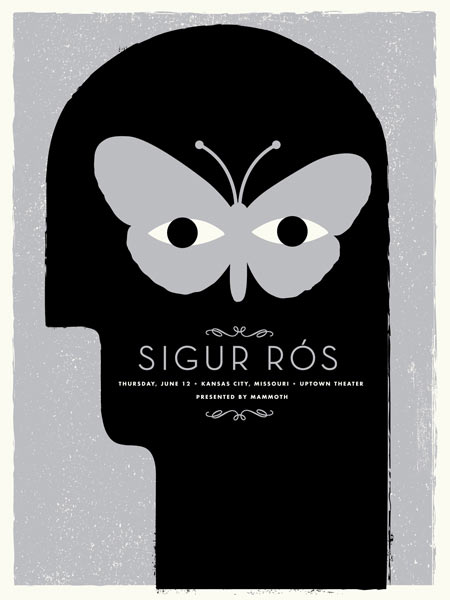 SIGUR RÓS
THURSDAY, JUNE 12 • KANSAS CITY, MISSOURI • UPTOWN THEATER
PRESENTED BY MAMMOTH